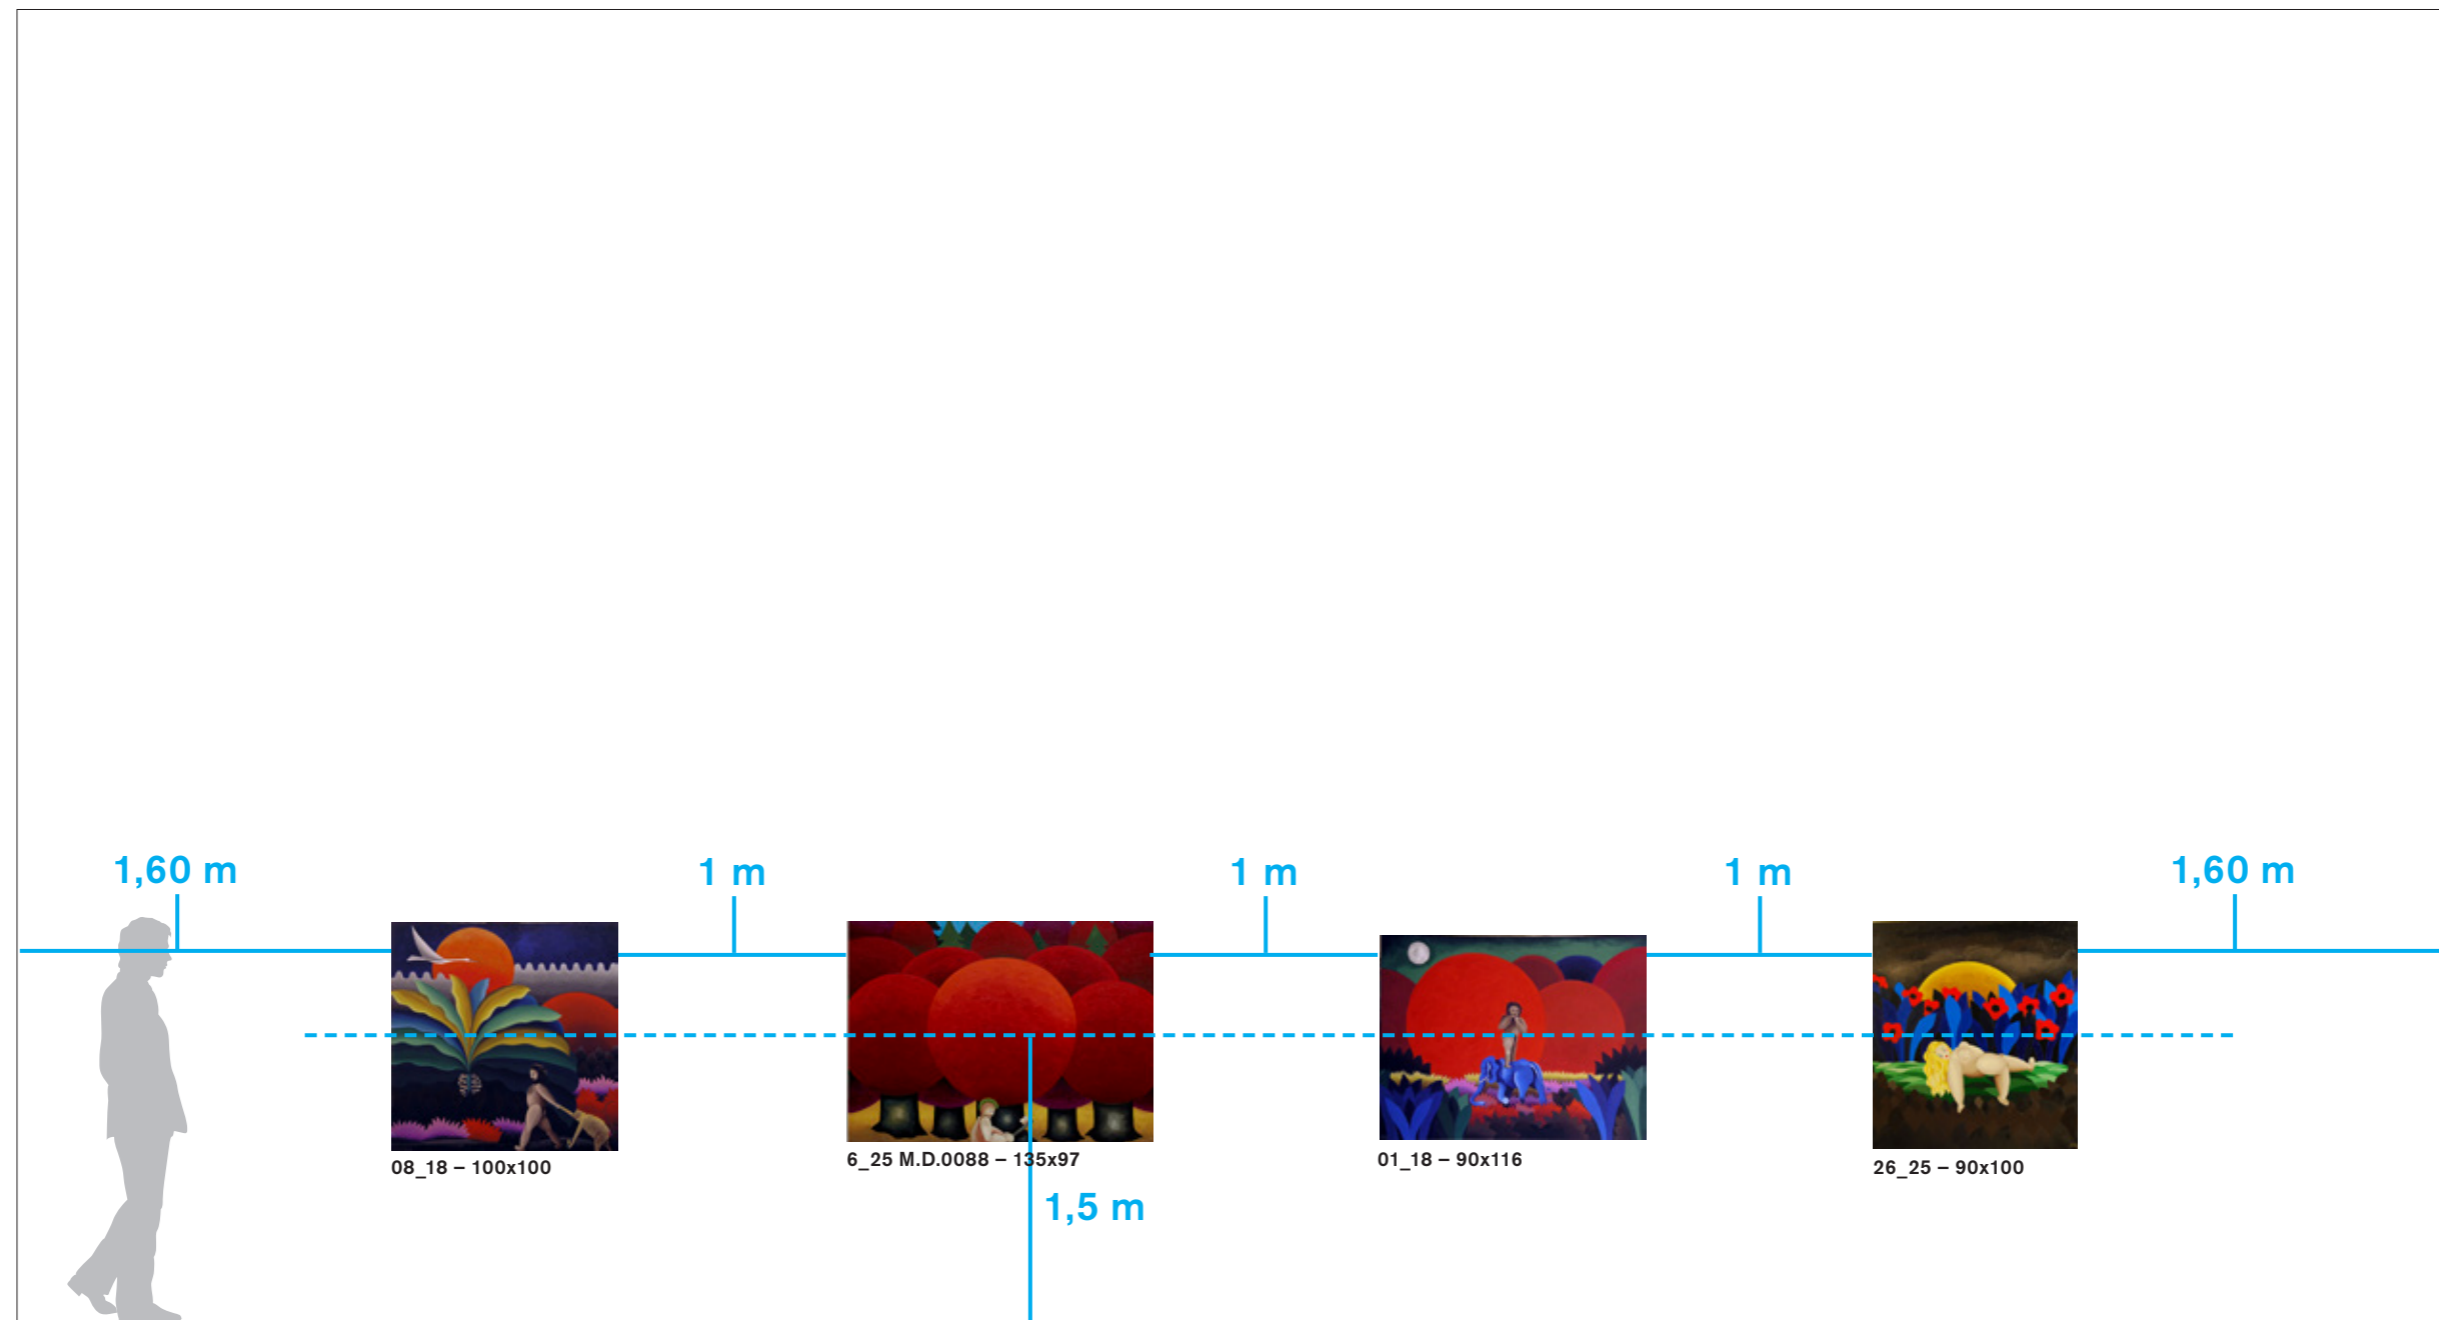 1,60 m
1 m
1 m
1 m
1,60 m
08_18 – 100x100
6_25 M.D.0088 – 135x97
01_18 – 90x116
26_25 – 90x100
1,5 m